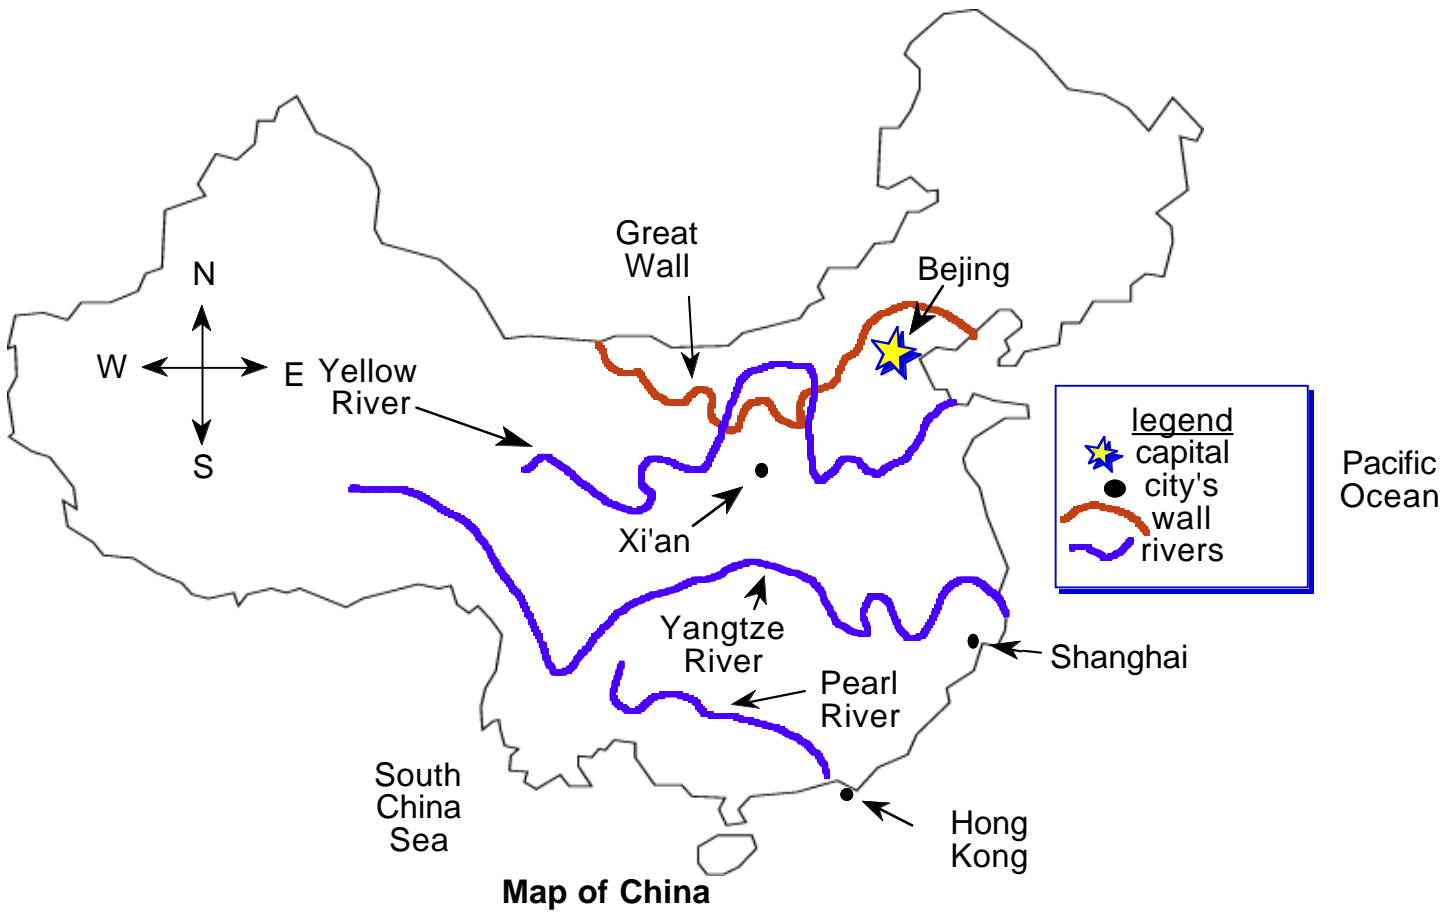 Great
Wall
Bejing
N
W
E
S
Yellow
River
legend
capital
city's
wall
rivers
Pacific
Ocean
Xi'an
Yangtze
River
Shanghai
Pearl
River
South
China
Sea
Hong
Kong
Map of China